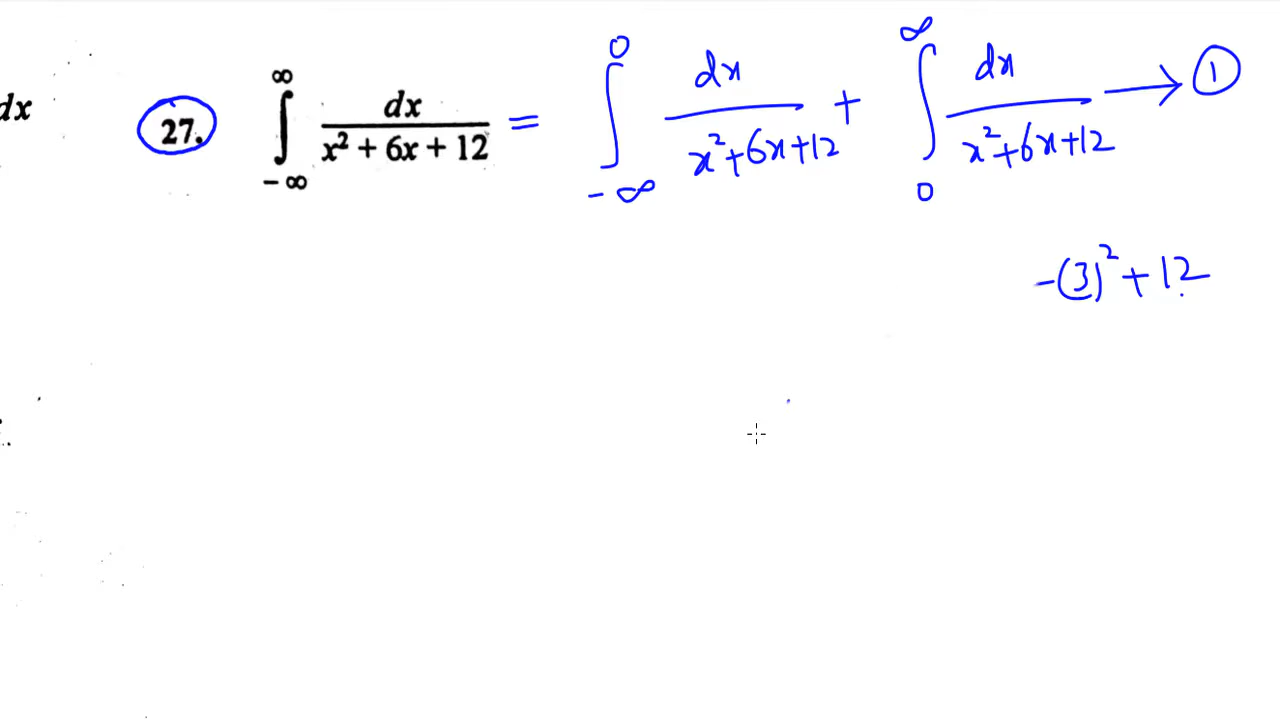 dx
27. ∫_{-∞}^{∞} dx / (x² + 6x + 12) = ∫_{-∞}^{0} dx / (x² + 6x + 12) + ∫_{0}^{∞} dx / (x² + 6x + 12) → ①
-(3)² + 12